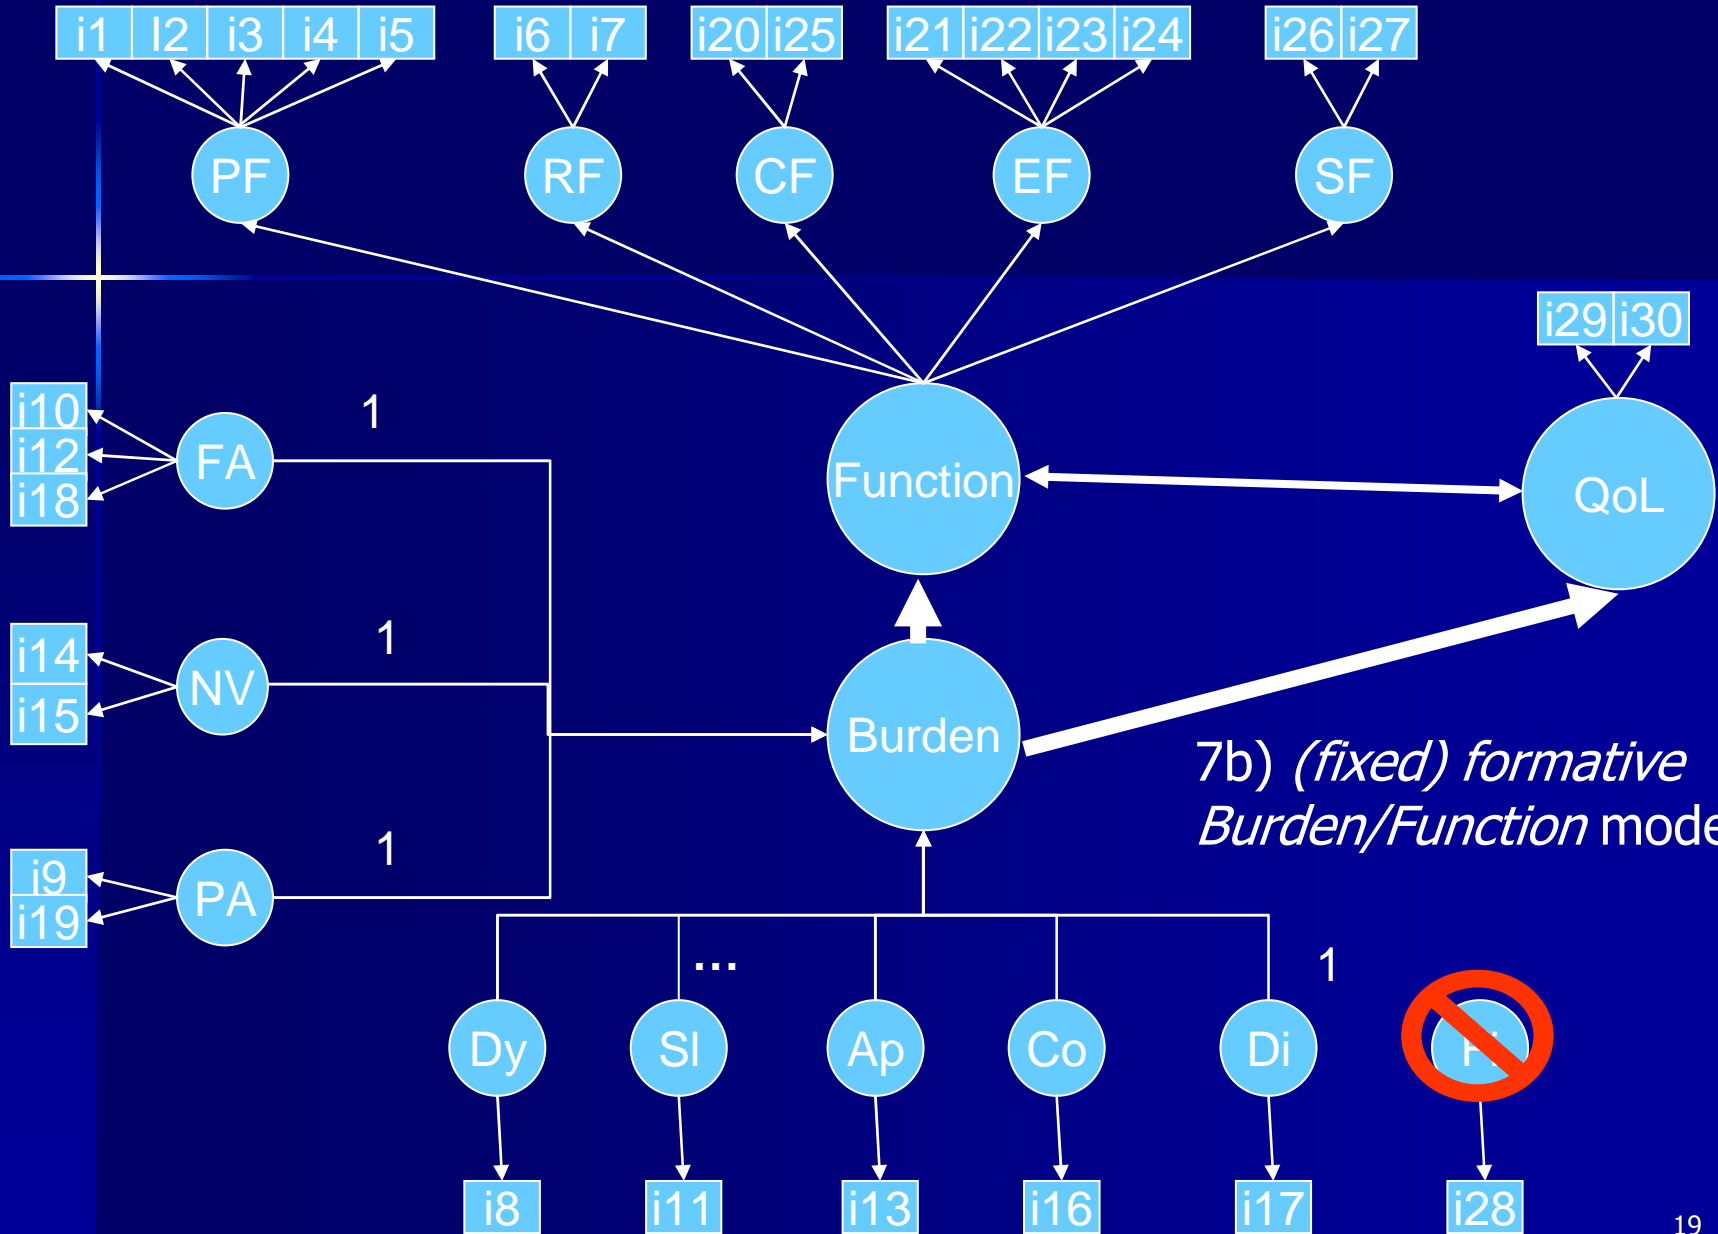 i1 I2 i3 i4 i5 i6 i7 i20 i25 i21 i22 i23 i24 i26 i27
PF RF CF EF SF
i29 i30
i10
i12
i18
FA
1
Function
QoL
i14
i15
NV
1
Burden
7b) (fixed) formative
Burden/Function mode
i9
i19
PA
1
...
1
Dy Sl Ap Co Di
i8 i11 i13 i16 i17 i28
19